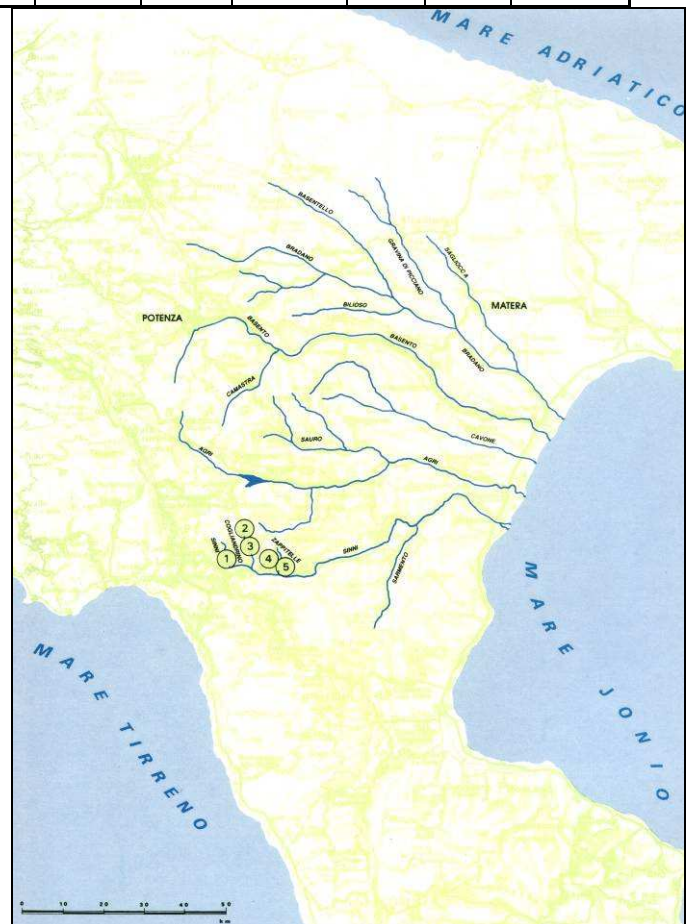 MARE ADRIATICO
BASENTELLO
GRAVINA DI PICCIANO
SAGLIOCCA
BRADANO
BILIOSO
MATERA
POTENZA
BASENTO
BASENTO
BRADANO
CAMASTRA
SAURO
CAVONE
AGRI
AGRI
COGLIANDRINO
SINNI
ZAPPITELLE
SINNI
SARMENTO
2
3
1
4
5
MARE JONIO
MARE TIRRENO
0 10 20 30 40 50
km